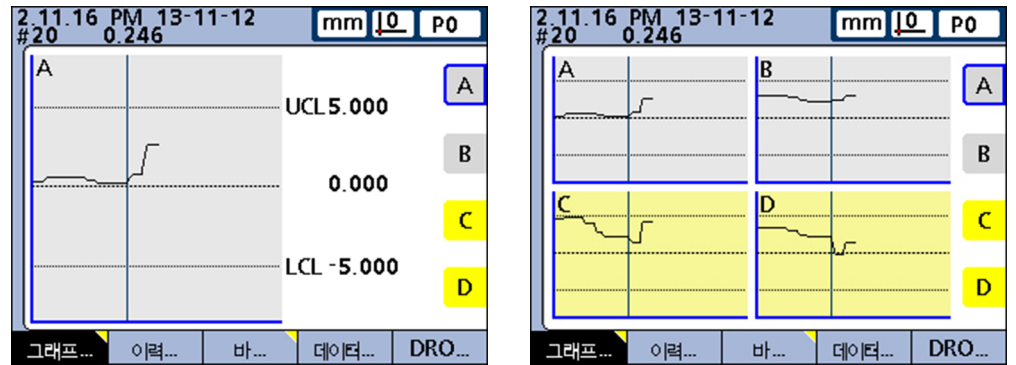 2.11.16 PM 13-11-12
#20 0.246
mm 0 P0
A
UCL 5.000
0.000
LCL -5.000
A
B
C
D
그래프... 이력... 바... 데이터... DRO...
2.11.16 PM 13-11-12
#20 0.246
mm 0 P0
A B
C D
A
B
C
D
그래프... 이력... 바... 데이터... DRO...